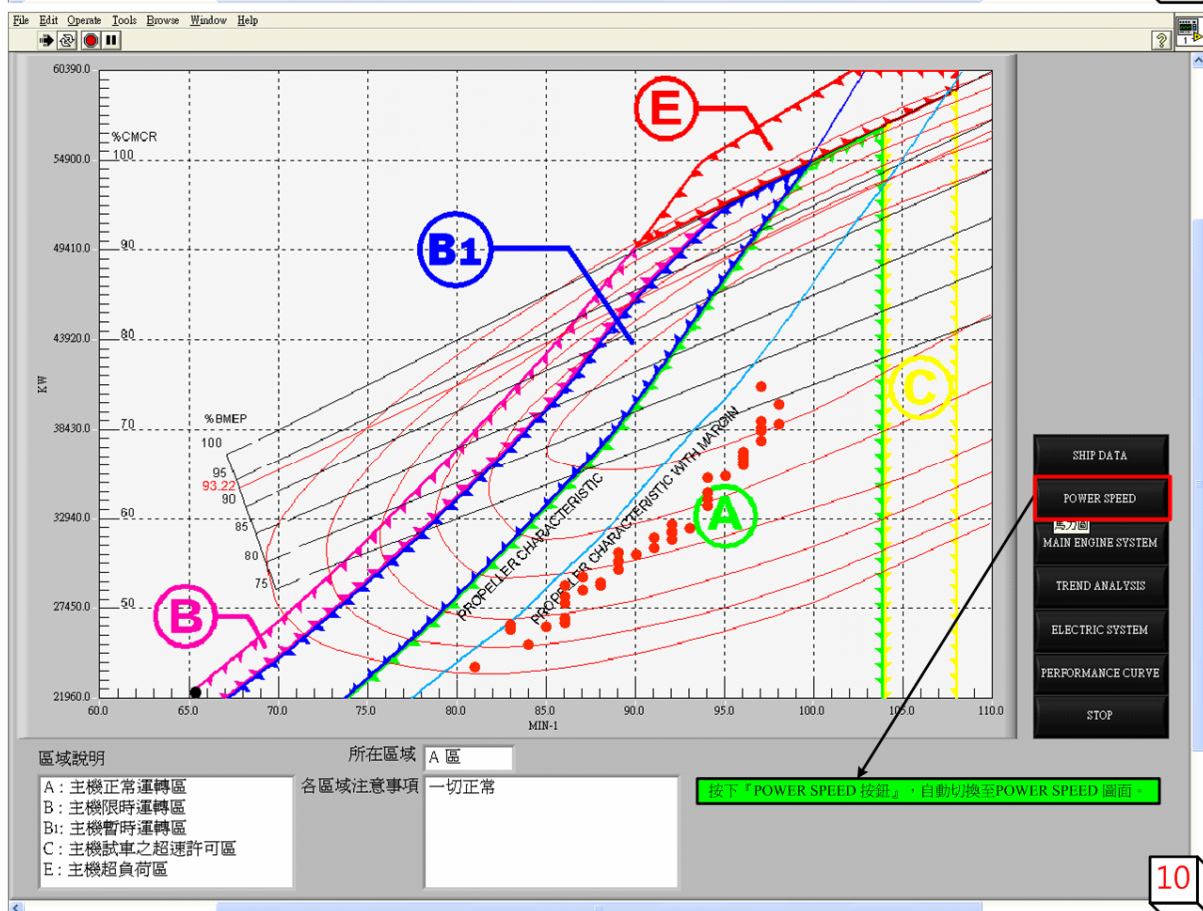 File Edit Operate Tools Browse Window Help
1
60390.0
54900.0
49410.0
43920.0
38430.0
32940.0
27450.0
21960.0
KW
%CMCR
100
90
80
70
60
50
%BMEP
100
95
93.22
90
85
80
75
E
B1
C
A
B
PROPELLER CHARACTERISTIC
PROPELLER CHARACTERISTIC WITH MARGIN
60.0 65.0 70.0 75.0 80.0 85.0 90.0 95.0 100.0 105.0 110.0
MIN-1
SHIP DATA
POWER SPEED
馬力圖
MAIN ENGINE SYSTEM
TREND ANALYSIS
ELECTRIC SYSTEM
PERFORMANCE CURVE
STOP
區域說明
A : 主機正常運轉區
B : 主機限時運轉區
B1: 主機暫時運轉區
C : 主機試車之超速許可區
E : 主機超負荷區
所在區域 A 區
各區域注意事項 一切正常
按下『POWER SPEED 按鈕』，自動切換至POWER SPEED 圖面。
10